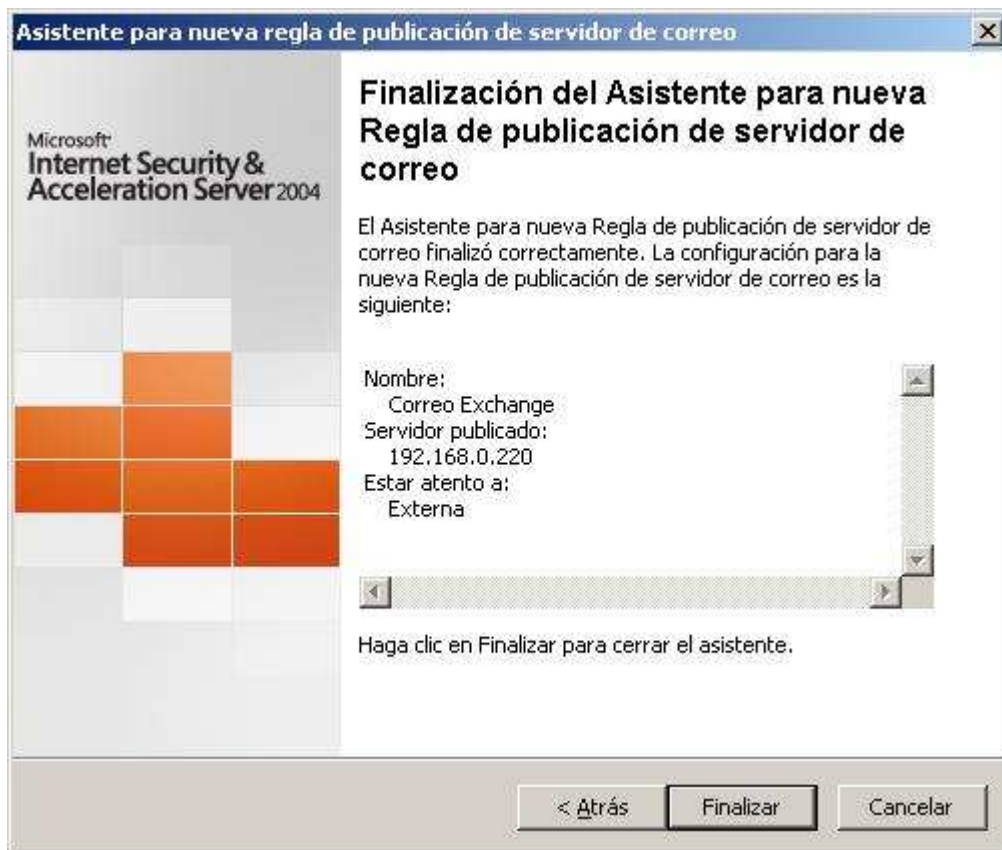 Asistente para nueva regla de publicación de servidor de correo
Microsoft
Internet Security &
Acceleration Server 2004
Finalización del Asistente para nueva
Regla de publicación de servidor de
correo
El Asistente para nueva Regla de publicación de servidor de
correo finalizó correctamente. La configuración para la
nueva Regla de publicación de servidor de correo es la
siguiente:
Nombre:
Correo Exchange
Servidor publicado:
192.168.0.220
Estar atento a:
Externa
Haga clic en Finalizar para cerrar el asistente.
< Atrás
Finalizar
Cancelar